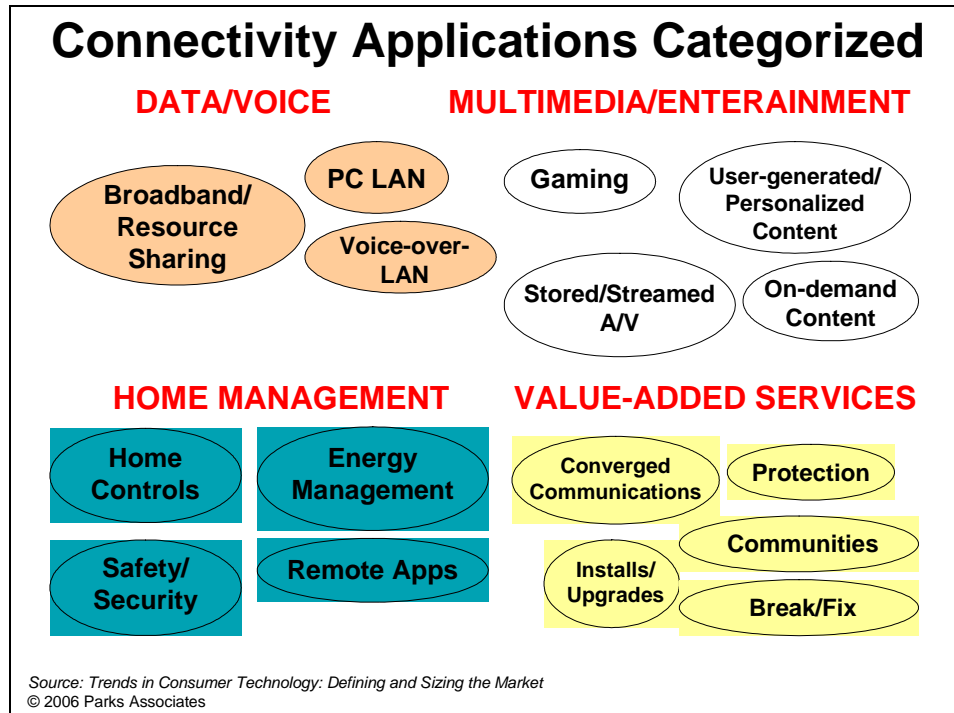 Connectivity Applications Categorized
DATA/VOICE
Broadband/
Resource
Sharing
PC LAN
Voice-over-
LAN
MULTIMEDIA/ENTERAINMENT
Gaming
User-generated/
Personalized
Content
Stored/Streamed
A/V
On-demand
Content
HOME MANAGEMENT
Home
Controls
Energy
Management
Safety/
Security
Remote Apps
VALUE-ADDED SERVICES
Converged
Communications
Protection
Communities
Installs/
Upgrades
Break/Fix
Source: Trends in Consumer Technology: Defining and Sizing the Market
© 2006 Parks Associates